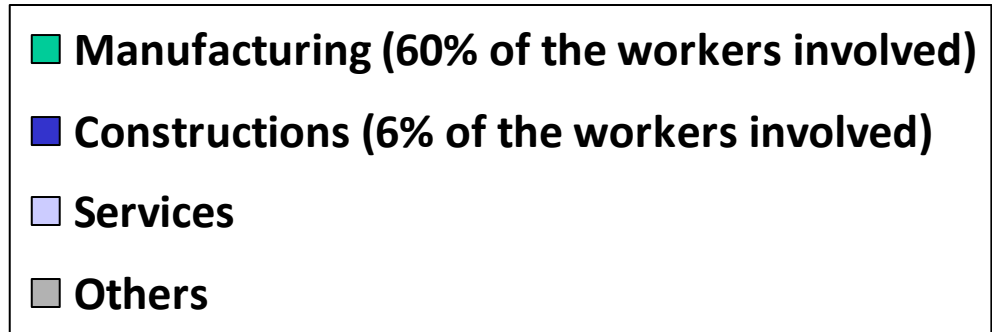 Manufacturing (60% of the workers involved)
Constructions (6% of the workers involved)
Services
Others